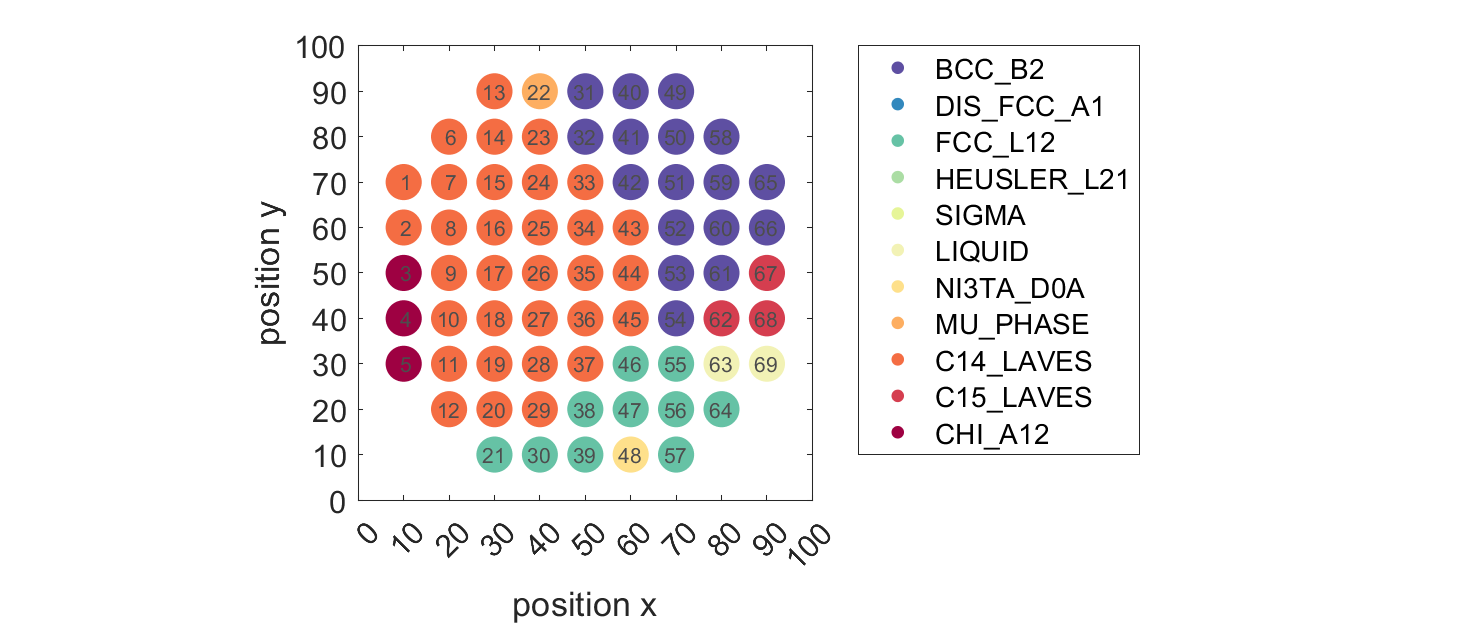 100
90
80
70
60
50
40
30
20
10
0
position y
13 22 31 40 49
6 14 23 32 41 50 58
1 7 15 24 33 42 51 59 65
2 8 16 25 34 43 52 60 66
3 9 17 26 35 44 53 61 67
4 10 18 27 36 45 54 62 68
5 11 19 28 37 46 55 63 69
12 20 29 38 47 56 64
21 30 39 48 57
0 10 20 30 40 50 60 70 80 90 100
position x
BCC_B2
DIS_FCC_A1
FCC_L12
HEUSLER_L21
SIGMA
LIQUID
NI3TA_D0A
MU_PHASE
C14_LAVES
C15_LAVES
CHI_A12